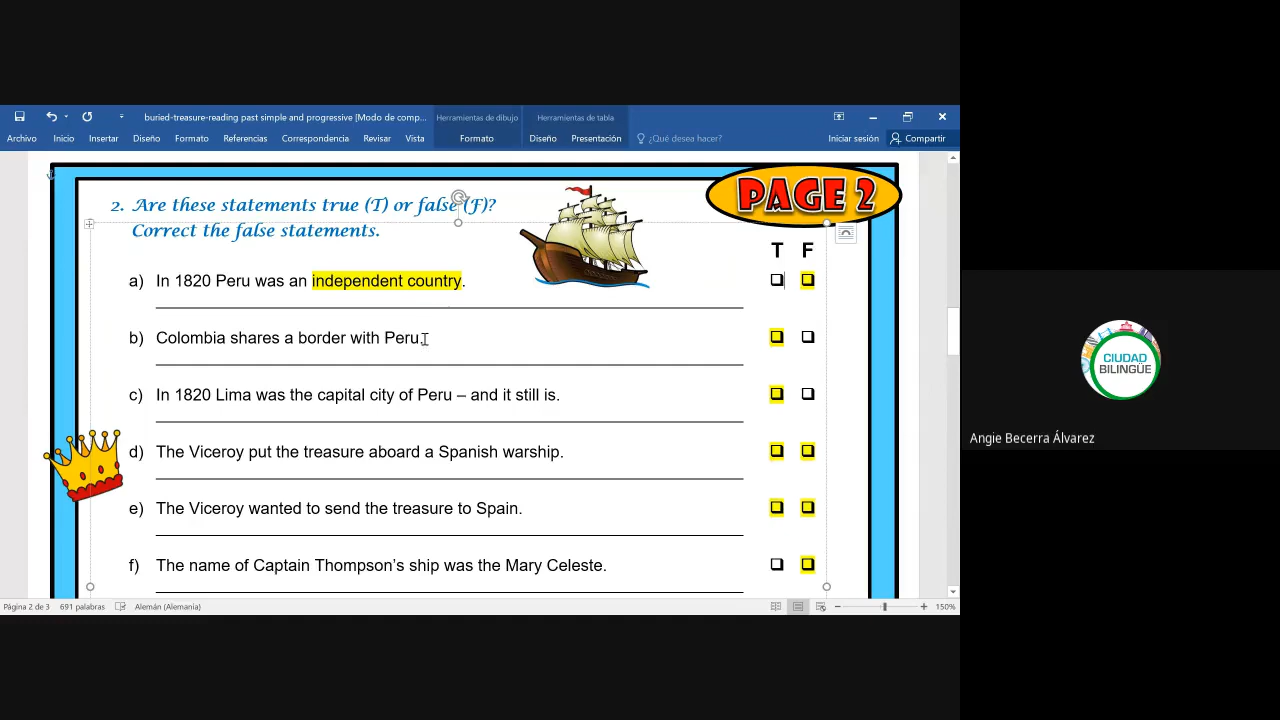 buried-treasure-reading past simple and progressive [Modo de comp...
Herramientas de dibujo
Herramientas de tabla
Archivo Inicio Insertar Diseño Formato Referencias Correspondencia Revisar Vista Formato Diseño Presentación ¿Qué desea hacer? Iniciar sesión Compartir
PAGE 2
2. Are these statements true (T) or false (F)?
Correct the false statements.
T F
a) In 1820 Peru was an independent country.
b) Colombia shares a border with Peru.
c) In 1820 Lima was the capital city of Peru – and it still is.
d) The Viceroy put the treasure aboard a Spanish warship.
e) The Viceroy wanted to send the treasure to Spain.
f) The name of Captain Thompson's ship was the Mary Celeste.
Página 2 de 3 691 palabras Alemán (Alemania) 150%
CIUDAD
BILINGÜE
Angie Becerra Álvarez